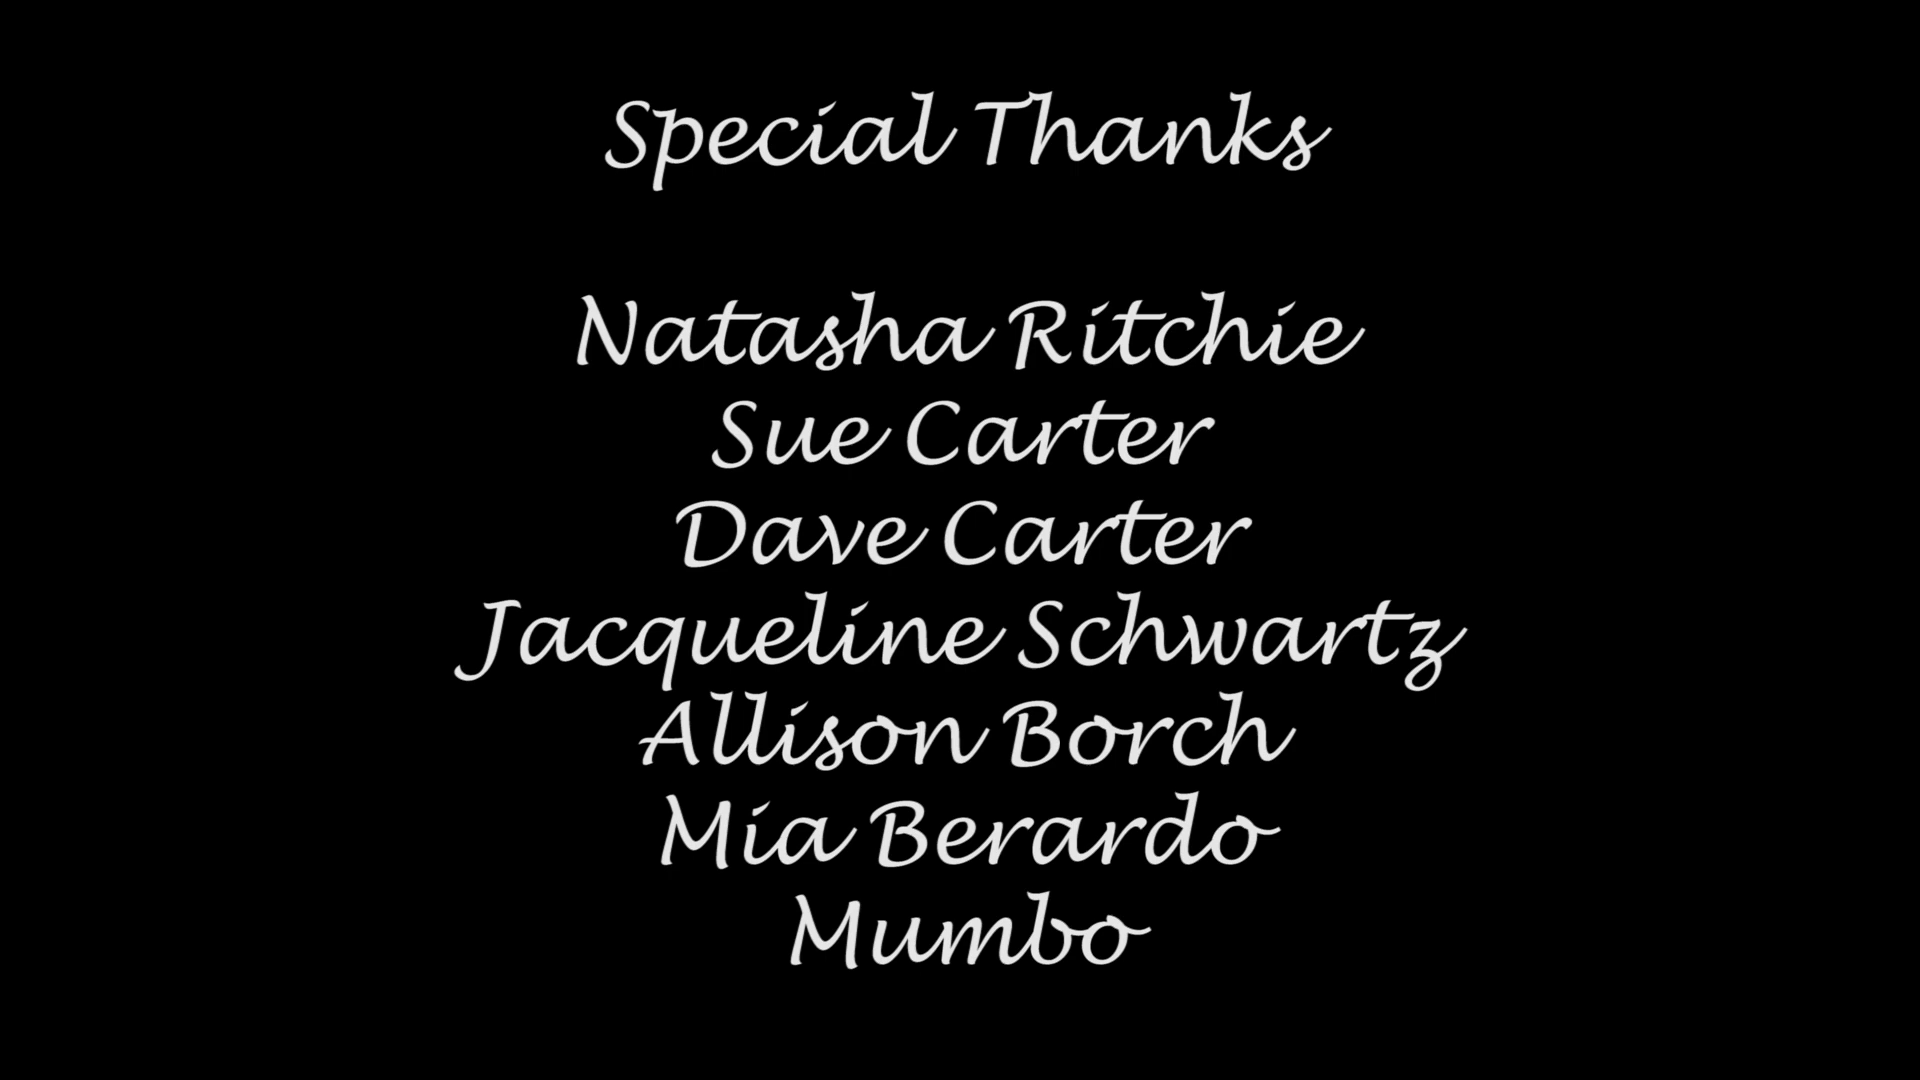 Special Thanks
Natasha Ritchie
Sue Carter
Dave Carter
Jacqueline Schwartz
Allison Borch
Mia Berardo
Mumbo